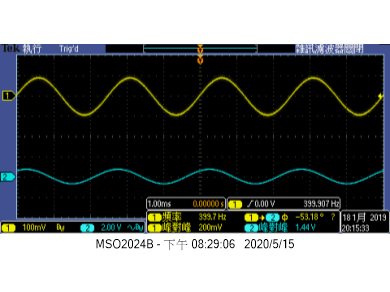 Tek 執行 Trig'd 雜訊濾波器關閉
1
2
1.00ms 0.00000 s 1 / 0.00 V 399.907 Hz
1 頻率 399.7 Hz 1 → 2 Φ -53.18 ° ?
1 100mV 2 2.00 V 1 峰對峰 200mV 2 峰對峰 1.44 V
18 1月 2019
20:15:33
MSO2024B - 下午 08:29:06 2020/5/15